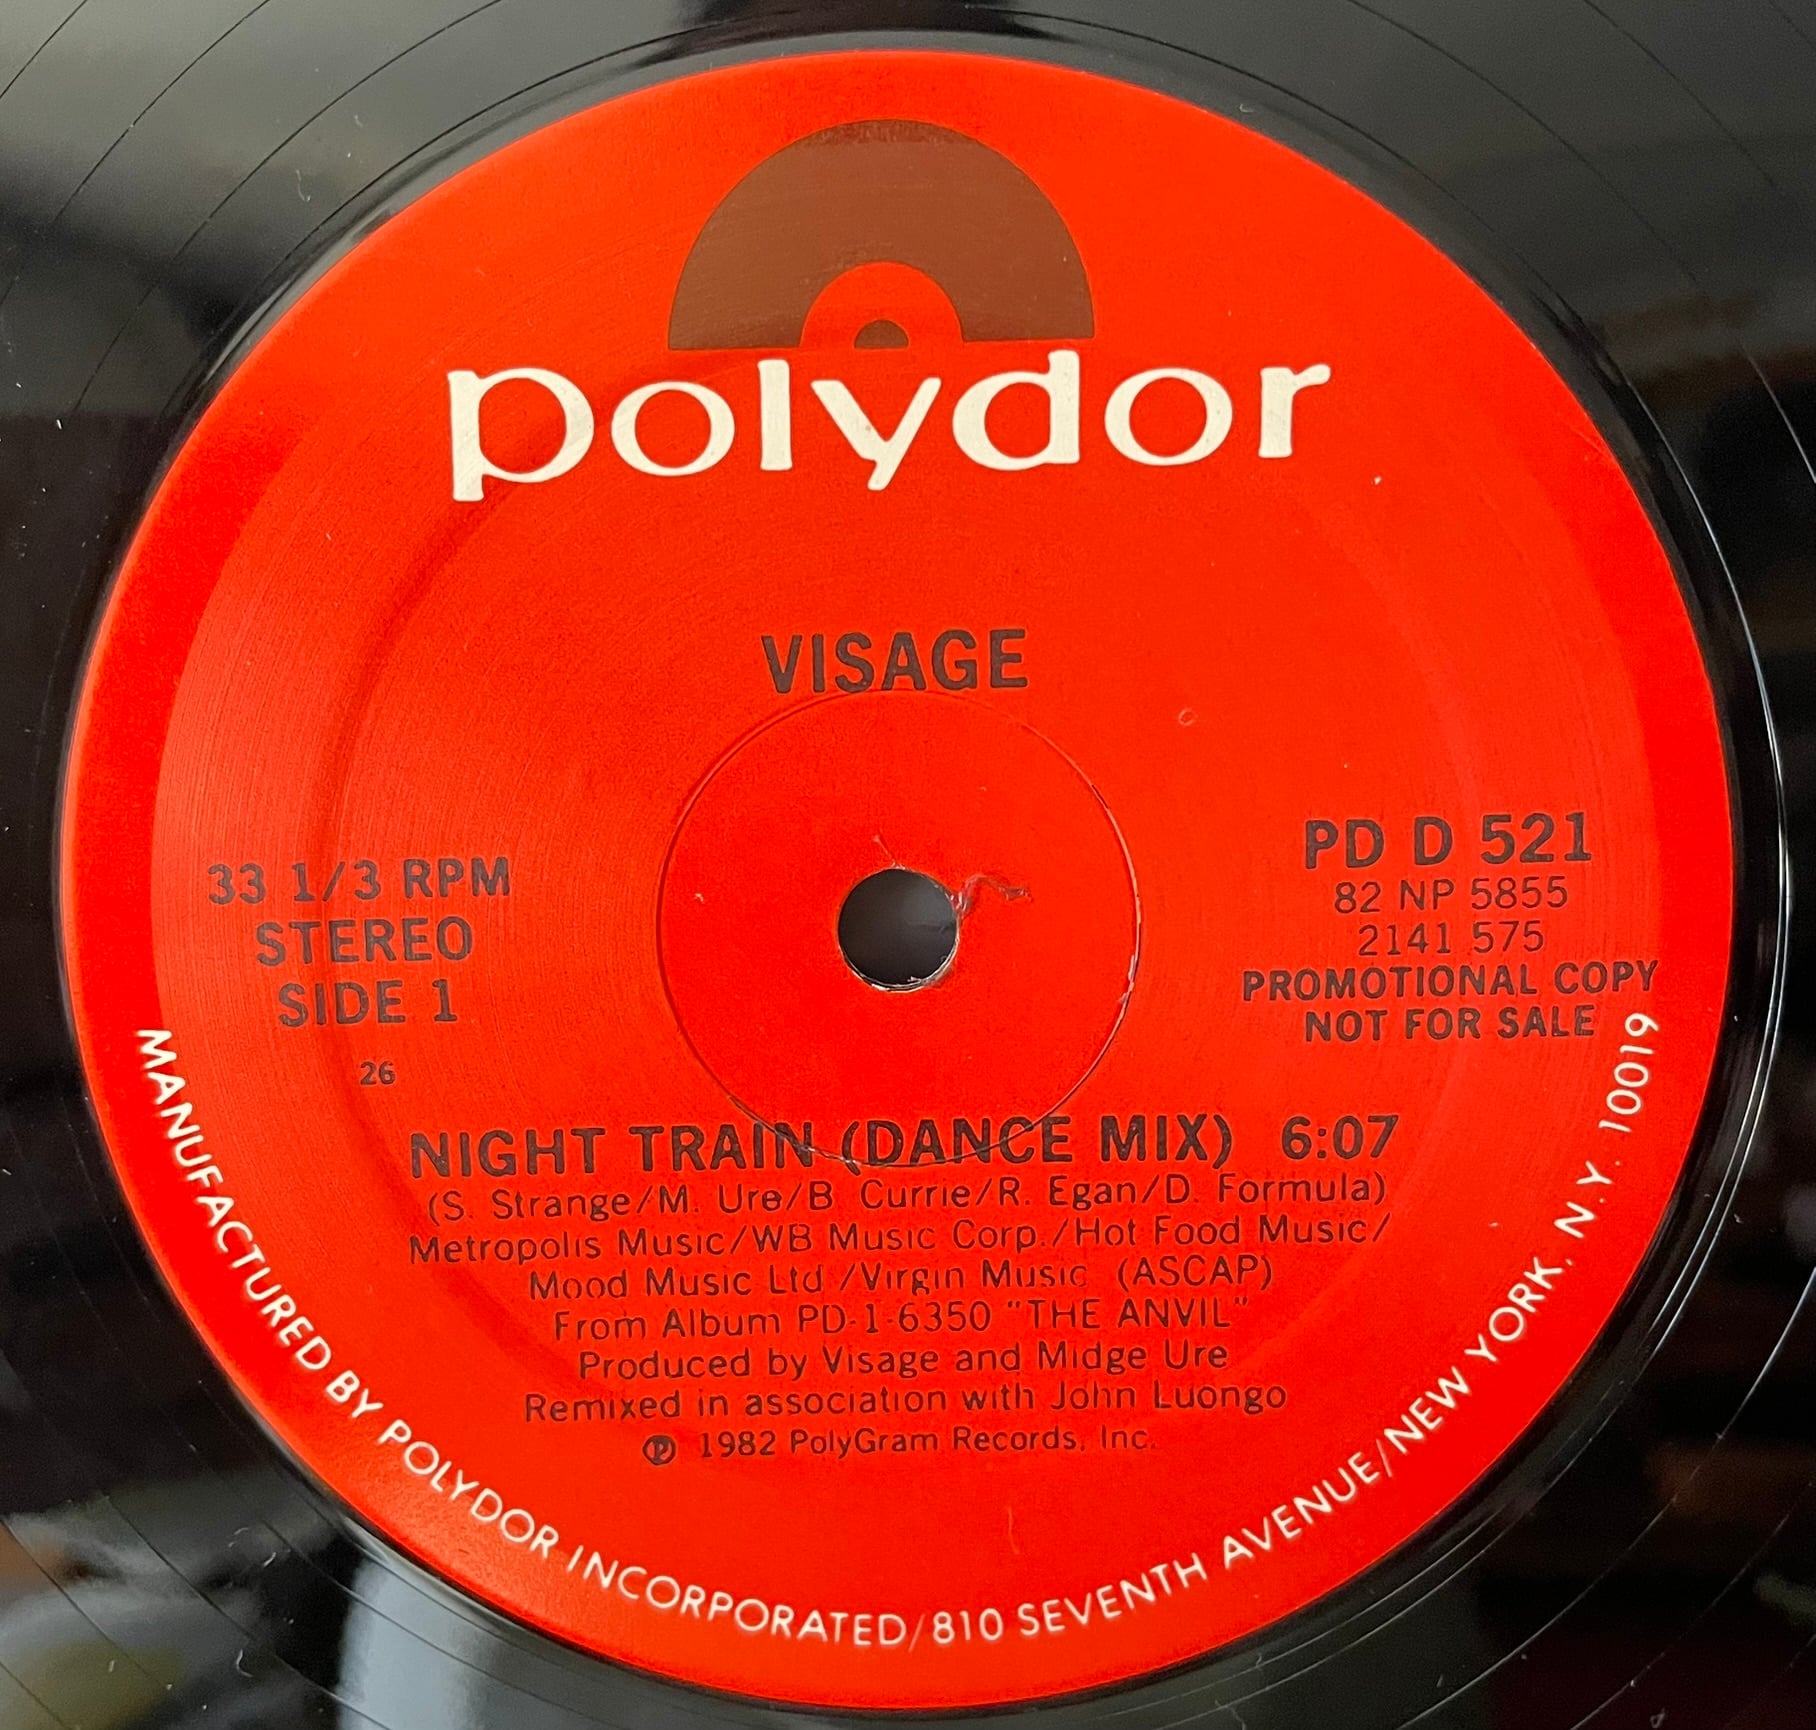 polydor
VISAGE
33 1/3 RPM
STEREO
SIDE 1
26
PD D 521
82 NP 5855
2141 575
PROMOTIONAL COPY
NOT FOR SALE
NIGHT TRAIN (DANCE MIX) 6:07
(S. Strange/M. Ure/B Currie/R. Egan/D. Formula)
Metropolis Music/WB Music Corp./Hot Food Music/
Mood Music Ltd /Virgin Music (ASCAP)
From Album PD-1-6350 "THE ANVIL"
Produced by Visage and Midge Ure
Remixed in association with John Luongo
℗ 1982 PolyGram Records, Inc.
MANUFACTURED BY POLYDOR INCORPORATED/810 SEVENTH AVENUE/NEW YORK, N.Y. 10019